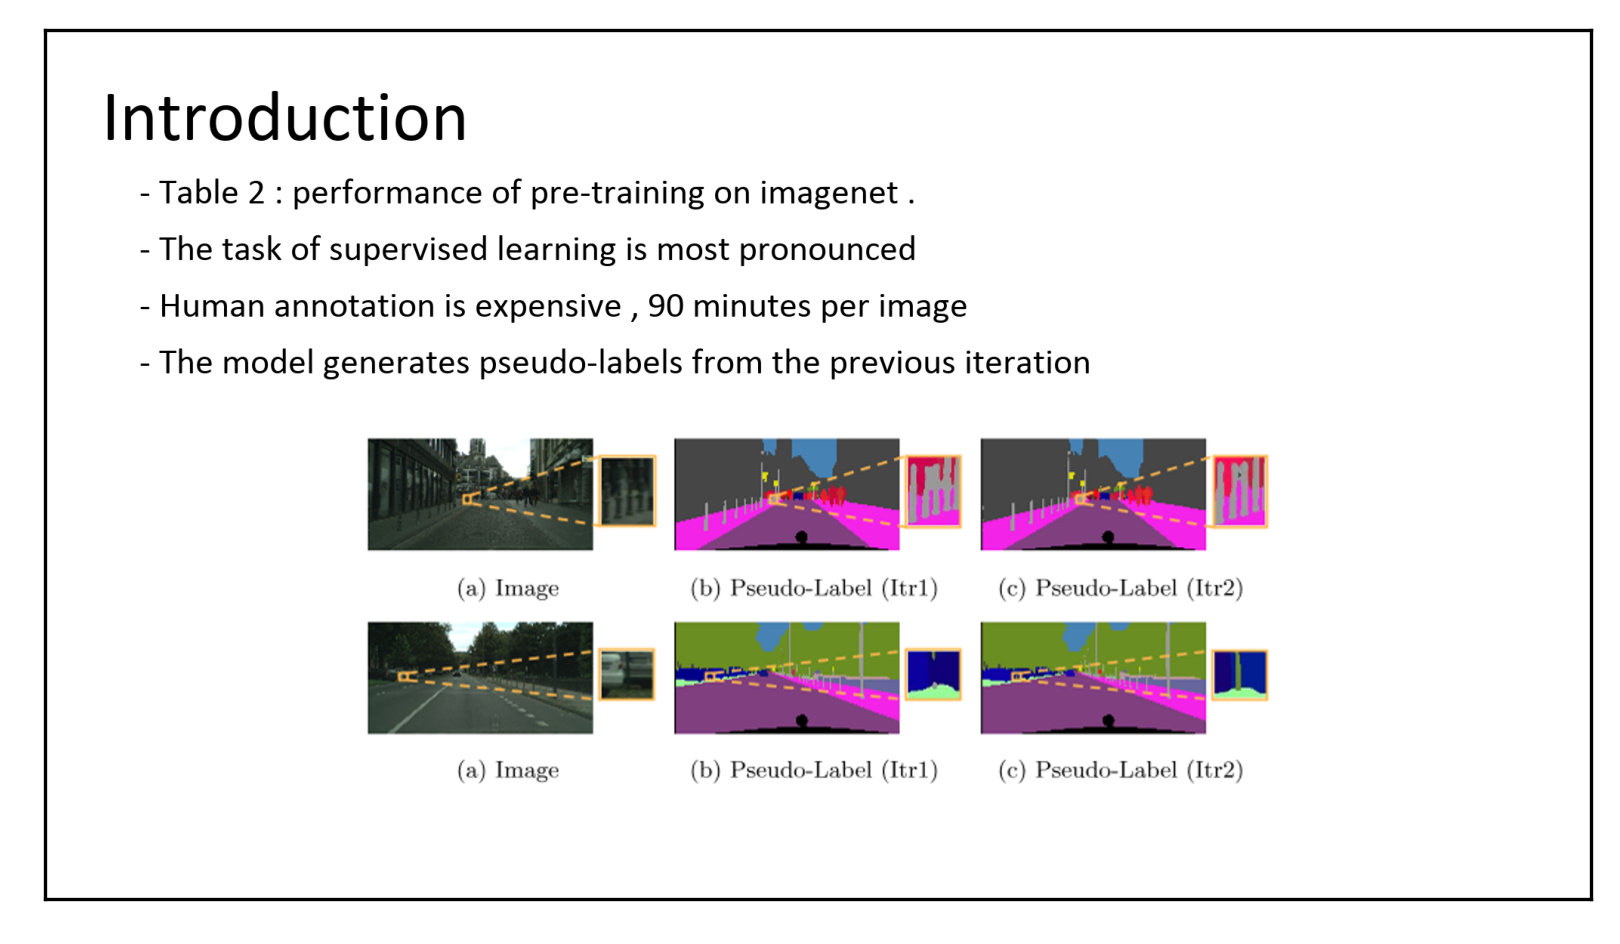 Introduction
- Table 2 : performance of pre-training on imagenet .
- The task of supervised learning is most pronounced
- Human annotation is expensive , 90 minutes per image
- The model generates pseudo-labels from the previous iteration
(a) Image (b) Pseudo-Label (Itr1) (c) Pseudo-Label (Itr2)
(a) Image (b) Pseudo-Label (Itr1) (c) Pseudo-Label (Itr2)